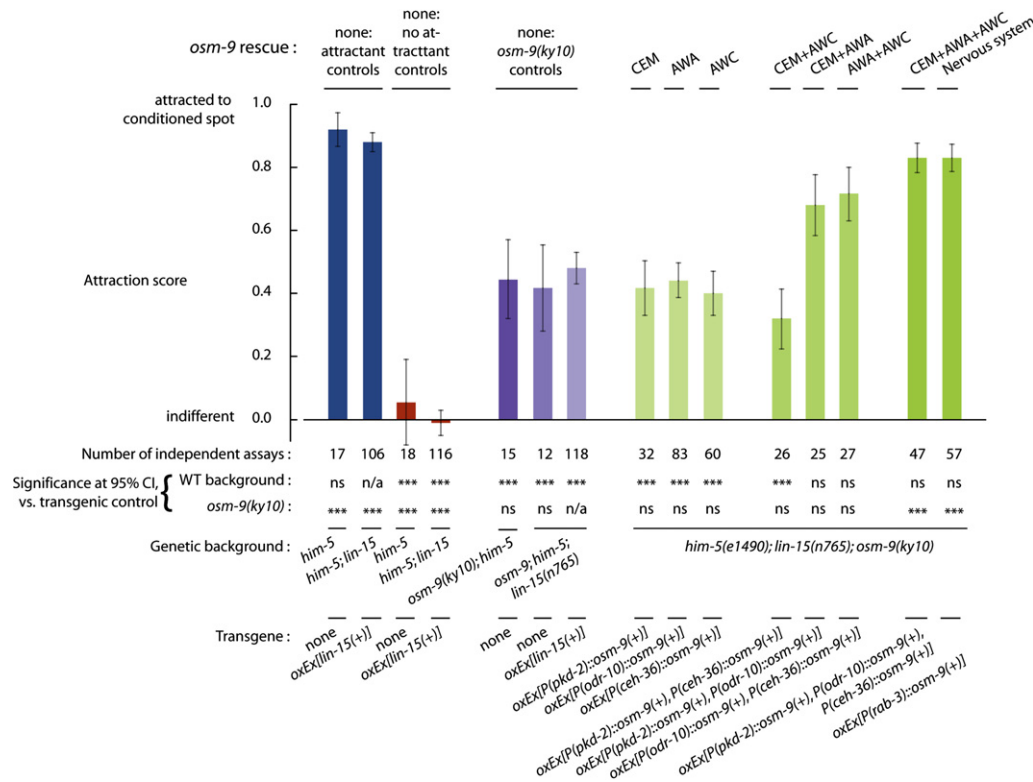 osm-9 rescue :
none:
attractant
controls
none:
no at-
tracttant
controls
none:
osm-9(ky10)
controls
CEM
AWA
AWC
CEM+AWC
CEM+AWA
AWA+AWC
CEM+AWA+AWC
Nervous system
attracted to
conditioned spot
Attraction score
indifferent
1.0
0.8
0.6
0.4
0.2
0.0
Number of independent assays : 17 106 18 116 15 12 118 32 83 60 26 25 27 47 57
Significance at 95% CI,
vs. transgenic control
{
WT background : ns n/a *** *** *** *** *** *** *** *** *** ns ns ns ns
osm-9(ky10) : *** *** *** *** ns ns n/a ns ns ns ns ns ns *** ***
Genetic background :
him-5
him-5; lin-15
him-5
him-5; lin-15
osm-9(ky10); him-5
osm-9; him-5;
lin-15(n765)
him-5(e1490); lin-15(n765); osm-9(ky10)
Transgene :
none
oxEx[lin-15(+)]
none
oxEx[lin-15(+)]
none
none
oxEx[lin-15(+)]
oxEx[P(pkd-2)::osm-9(+)]
oxEx[P(odr-10)::osm-9(+)]
oxEx[P(ceh-36)::osm-9(+)]
oxEx[P(pkd-2)::osm-9(+), P(ceh-36)::osm-9(+)]
oxEx[P(pkd-2)::osm-9(+), P(odr-10)::osm-9(+)]
oxEx[P(odr-10)::osm-9(+), P(ceh-36)::osm-9(+)]
oxEx[P(pkd-2)::osm-9(+), P(odr-10)::osm-9(+),
P(ceh-36)::osm-9(+)]
oxEx[P(rab-3)::osm-9(+)]